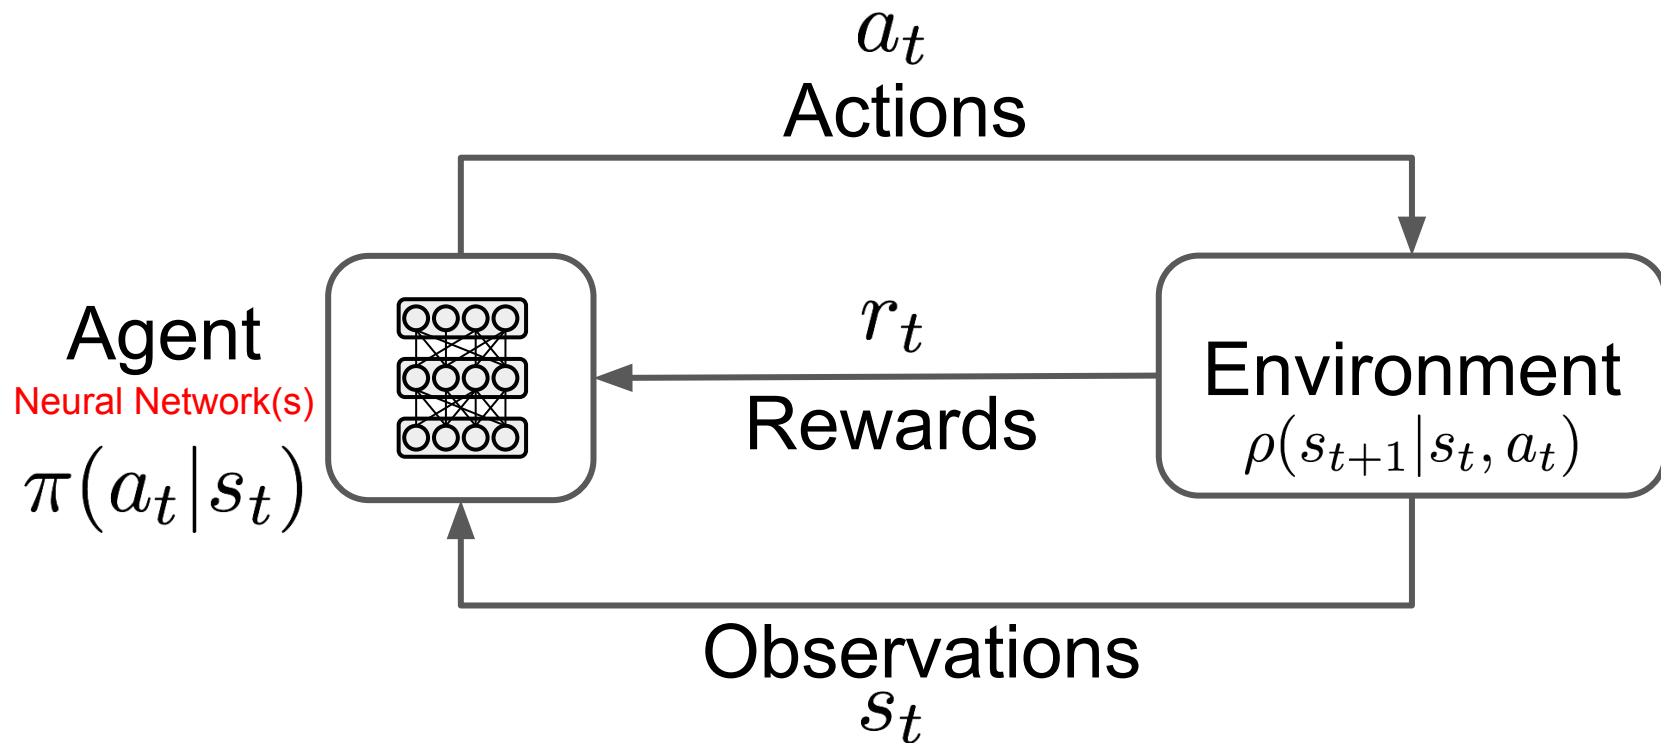 a_t
Actions
Agent
Neural Network(s)
π(a_t|s_t)
r_t
Rewards
Environment
ρ(s_{t+1}|s_t, a_t)
Observations
s_t